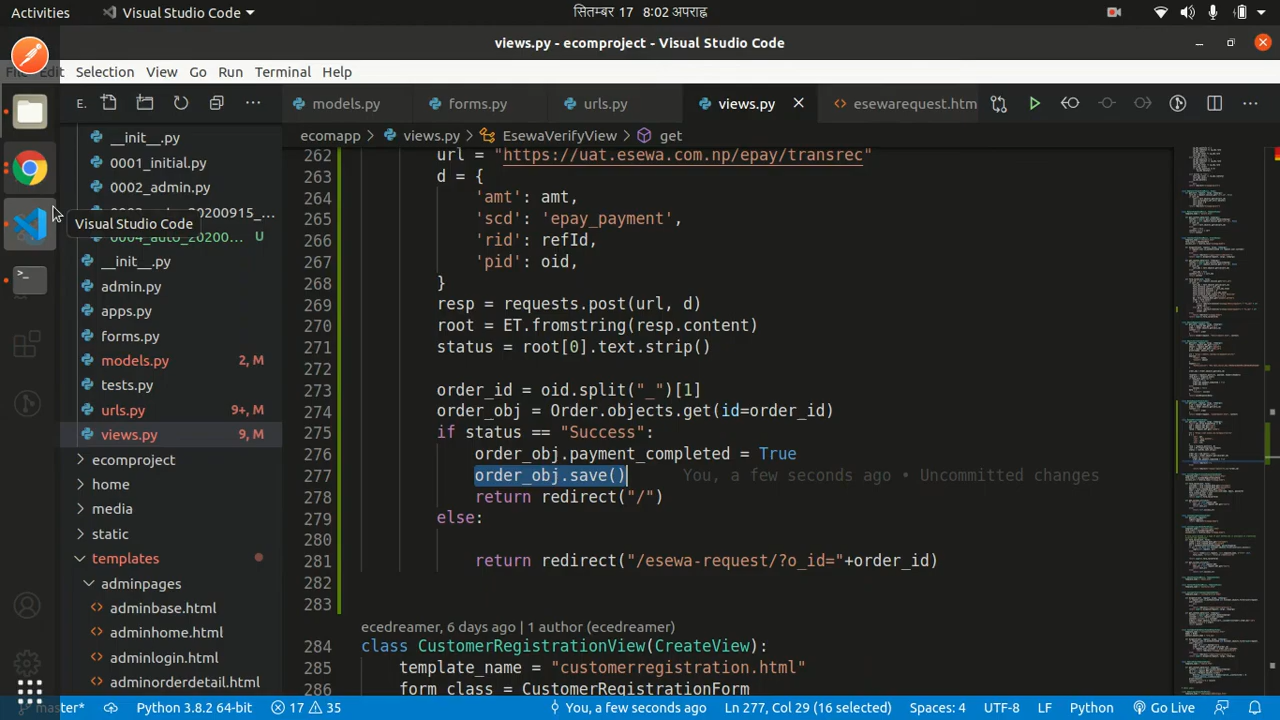 Activities Visual Studio Code सितम्बर 17 8:02 अपराह्न
views.py - ecomproject - Visual Studio Code
File Edit Selection View Go Run Terminal Help
E. models.py forms.py urls.py views.py esewarequest.htm
ecomapp views.py EsewaVerifyView get
__init__.py
0001_initial.py
0002_admin.py
Visual Studio Code
U
__init__.py
admin.py
apps.py
forms.py
models.py 2, M
tests.py
urls.py 9+, M
views.py 9, M
ecomproject
home
media
static
templates
adminpages
adminbase.html
adminhome.html
adminlogin.html
adminorderdetail.html
262 url = "https://uat.esewa.com.np/epay/transrec"
263 d = {
264 'amt': amt,
265 'scd': 'epay_payment',
266 'rid': refId,
267 'pid': oid,
268 }
269 resp = requests.post(url, d)
270 root = ET.fromstring(resp.content)
271 status = root[0].text.strip()
272
273 order_id = oid.split("_")[1]
274 order_obj = Order.objects.get(id=order_id)
275 if status == "Success":
276 order_obj.payment_completed = True
277 order_obj.save() You, a few seconds ago • Uncommitted changes
278 return redirect("/")
279 else:
280
281 return redirect("/esewa-request/?o_id="+order_id)
282
283
ecedreamer, 6 days ago | 1 author (ecedreamer)
284 class CustomerRegistrationView(CreateView):
285 template_name = "customerregistration.html"
286 form_class = CustomerRegistrationForm
master* Python 3.8.2 64-bit 17 35 You, a few seconds ago Ln 277, Col 29 (16 selected) Spaces: 4 UTF-8 LF Python Go Live